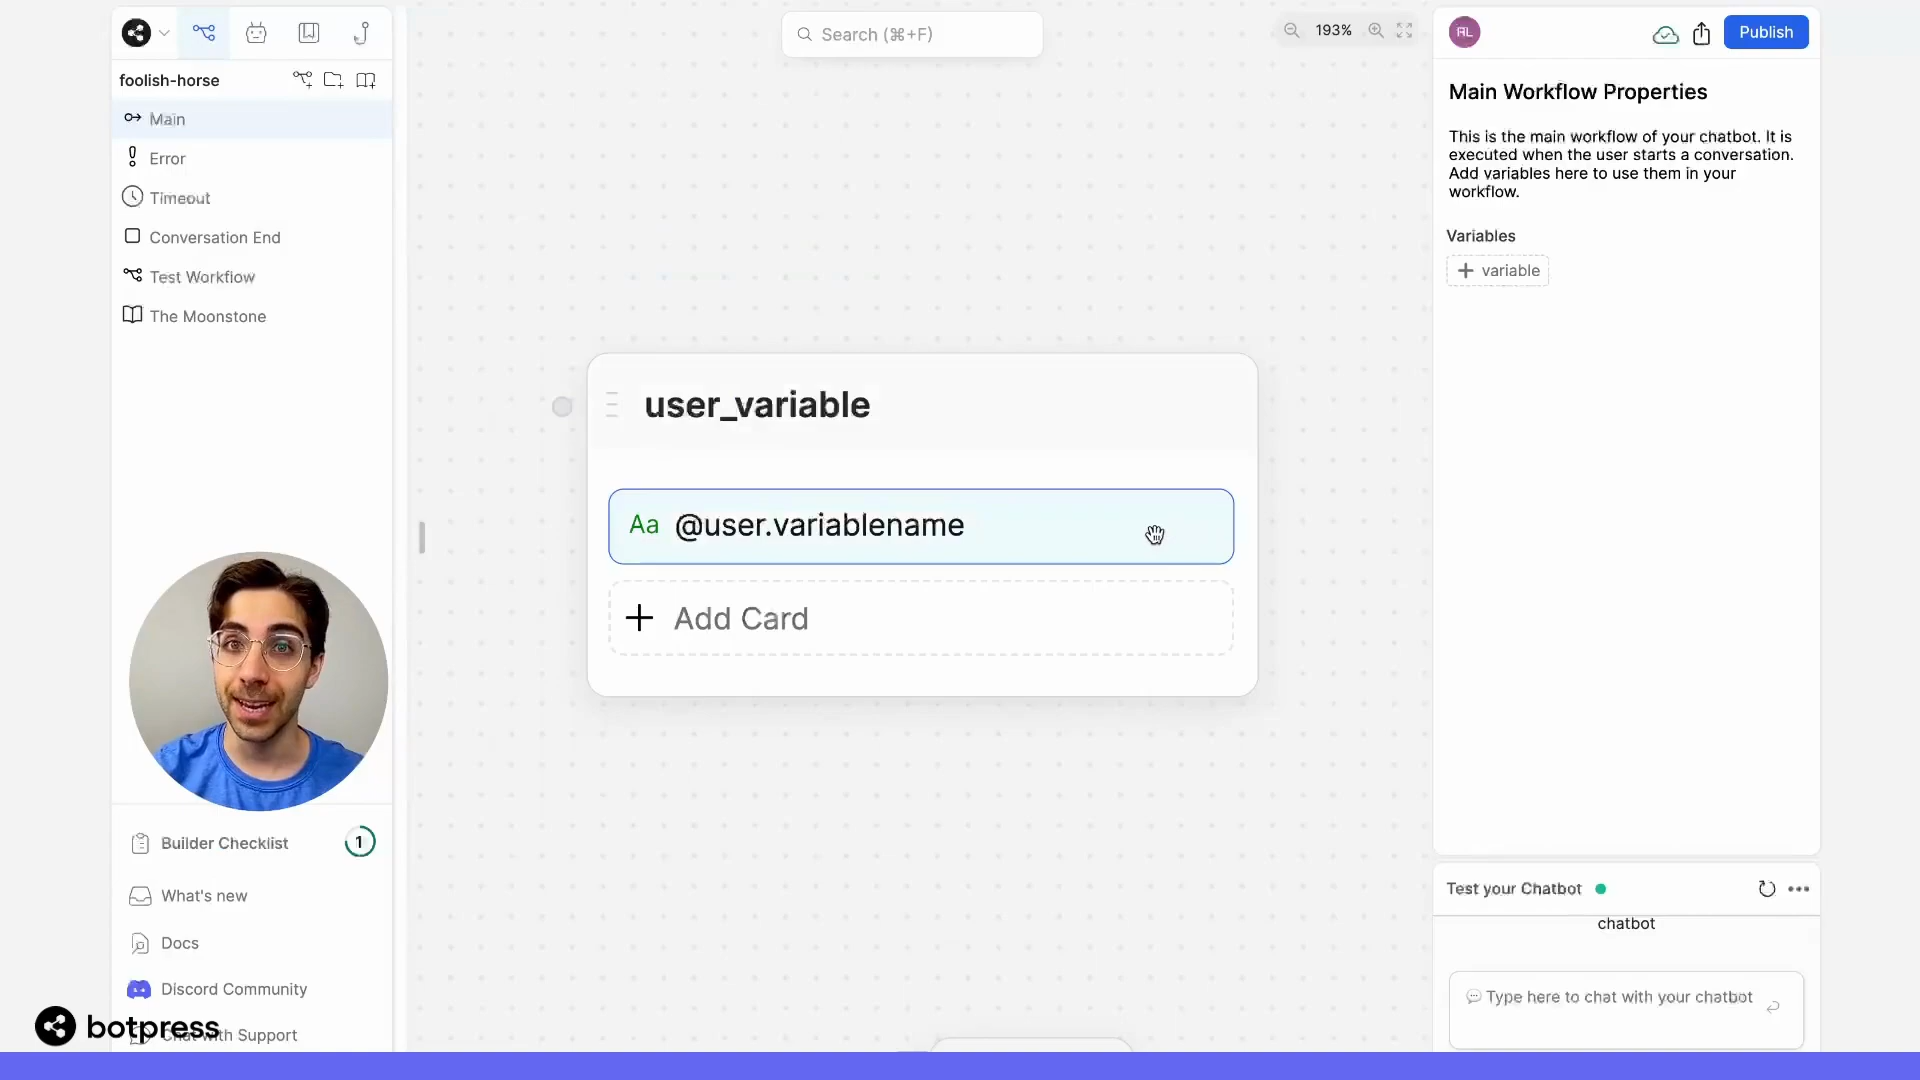 foolish-horse
Main
Error
Timeout
Conversation End
Test Workflow
The Moonstone
Builder Checklist
1
What's new
Docs
Discord Community
Chat with Support
botpress
Search (⌘+F)
193%
user_variable
Aa @user.variablename
Add Card
RL
Publish
Main Workflow Properties
This is the main workflow of your chatbot. It is
executed when the user starts a conversation.
Add variables here to use them in your
workflow.
Variables
variable
Test your Chatbot
chatbot
Type here to chat with your chatbot